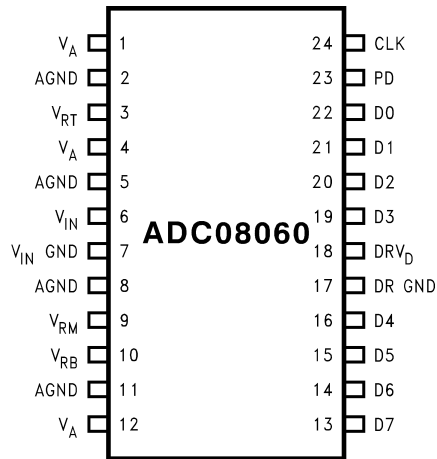 V_A 1 24 CLK
AGND 2 23 PD
V_RT 3 22 D0
V_A 4 21 D1
AGND 5 20 D2
V_IN 6 19 D3
ADC08060
V_IN GND 7 18 DRV_D
AGND 8 17 DR GND
V_RM 9 16 D4
V_RB 10 15 D5
AGND 11 14 D6
V_A 12 13 D7